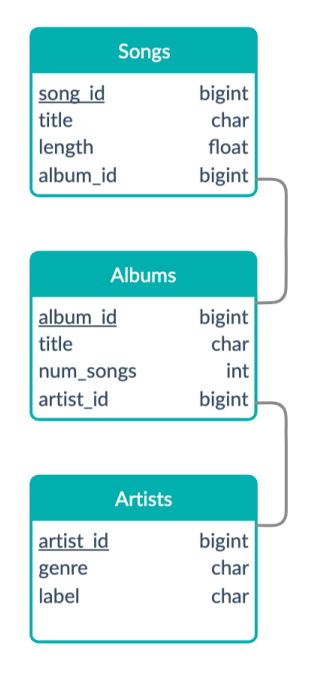 Songs
song_id bigint
title char
length float
album_id bigint
Albums
album_id bigint
title char
num_songs int
artist_id bigint
Artists
artist_id bigint
genre char
label char